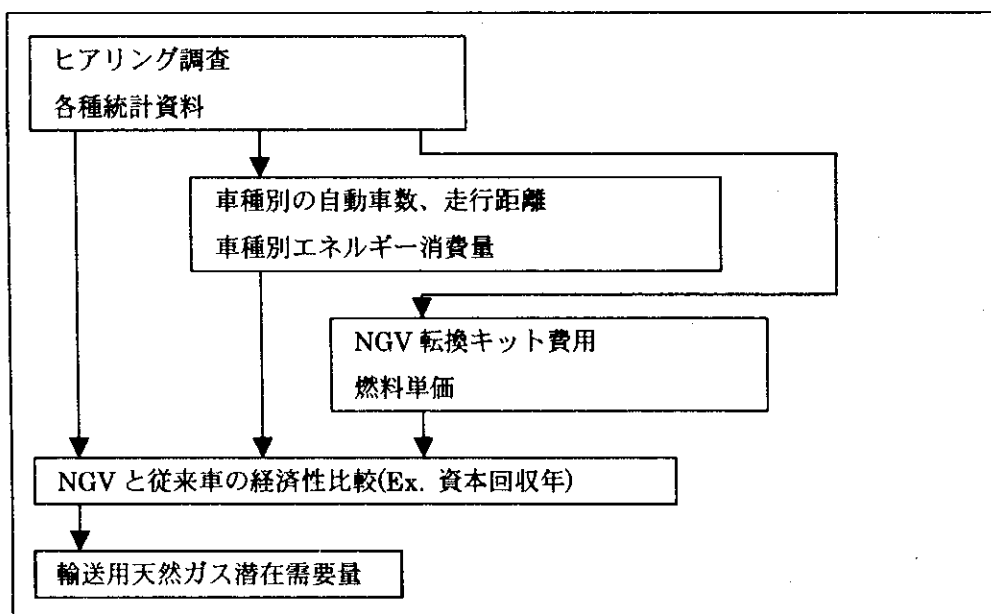 ヒアリング調査
各種統計資料
車種別の自動車数、走行距離
車種別エネルギー消費量
NGV 転換キット費用
燃料単価
NGV と従来車の経済性比較(Ex. 資本回収年)
輸送用天然ガス潜在需要量